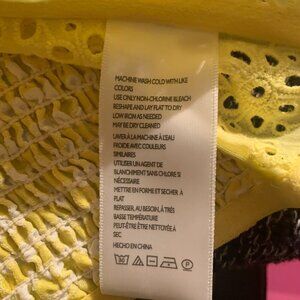 MACHINE WASH COLD WITH LIKE
COLORS
USE ONLY NON-CHLORINE BLEACH
RESHAPE AND LAY FLAT TO DRY
LOW IRON AS NEEDED
MAY BE DRY CLEANED
LAVER À LA MACHINE À L'EAU
FROIDE AVEC COULEURS
SIMILAIRES
UTILISER UN AGENT DE
BLANCHIMENT SANS CHLORE SI
NÉCESSAIRE
METTRE EN FORME ET SÉCHER À
PLAT
REPASSER, AU BESOIN, À TRÈS
BASSE TEMPÉRATURE
PEUT-ÊTRE ÊTRE NETTOYÉE À
SEC.
HECHO EN CHINA
30
P